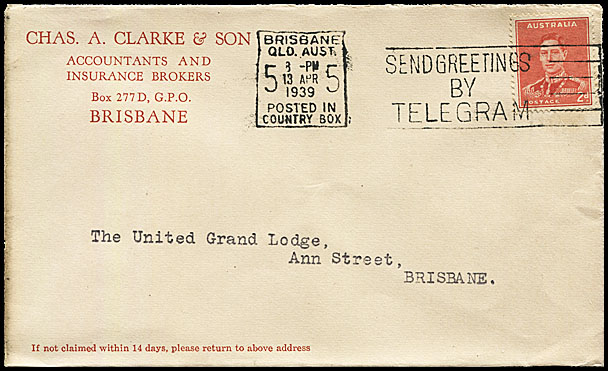 CHAS. A. CLARKE & SON
ACCOUNTANTS AND
INSURANCE BROKERS
Box 277D, G.P.O.
BRISBANE
BRISBANE
QLD. AUST.
8 -PM
5 13 APR 5
1939
POSTED IN
COUNTRY BOX
SEND GREETINGS
BY
TELEGRAM
AUSTRALIA
POSTAGE 2D
The United Grand Lodge,
Ann Street,
BRISBANE.
If not claimed within 14 days, please return to above address